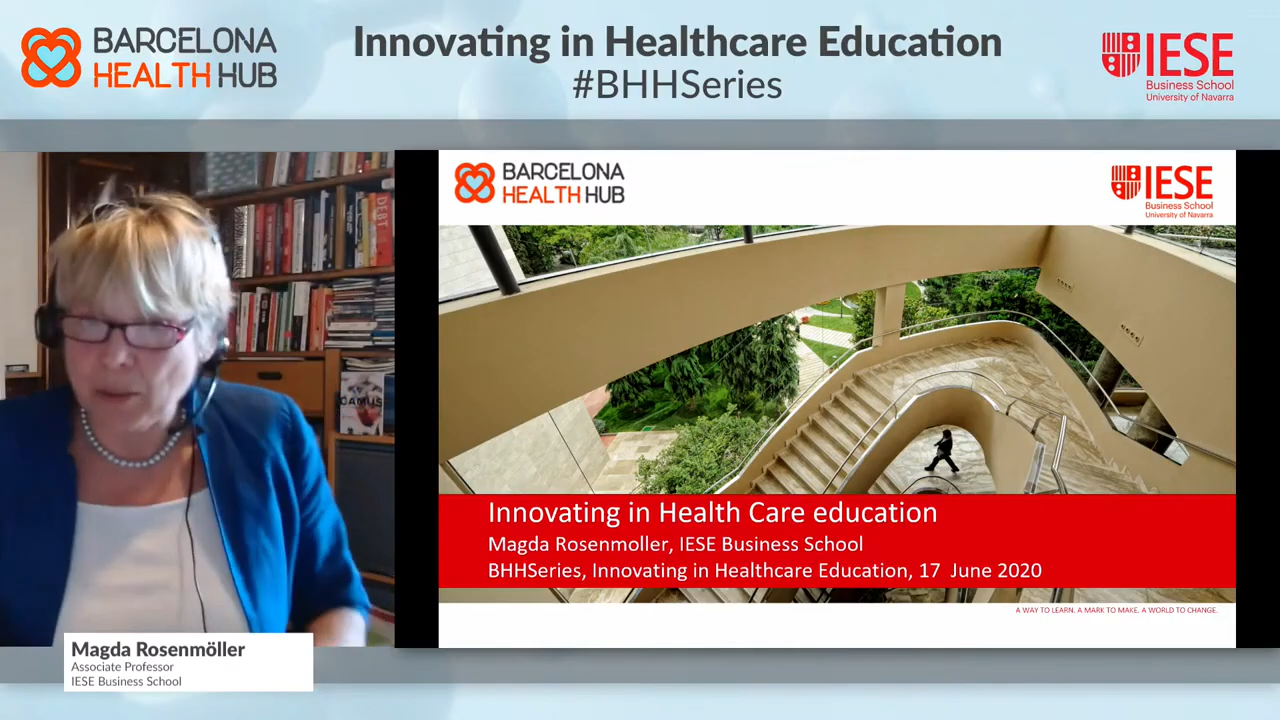 BARCELONA
HEALTH HUB
Innovating in Healthcare Education
#BHHSeries
IESE
Business School
University of Navarra
BARCELONA
HEALTH HUB
IESE
Business School
University of Navarra
DEBT
CAMUS
Innovating in Health Care education
Magda Rosenmoller, IESE Business School
BHHSeries, Innovating in Healthcare Education, 17 June 2020
A WAY TO LEARN. A MARK TO MAKE. A WORLD TO CHANGE.
Magda Rosenmöller
Associate Professor
IESE Business School